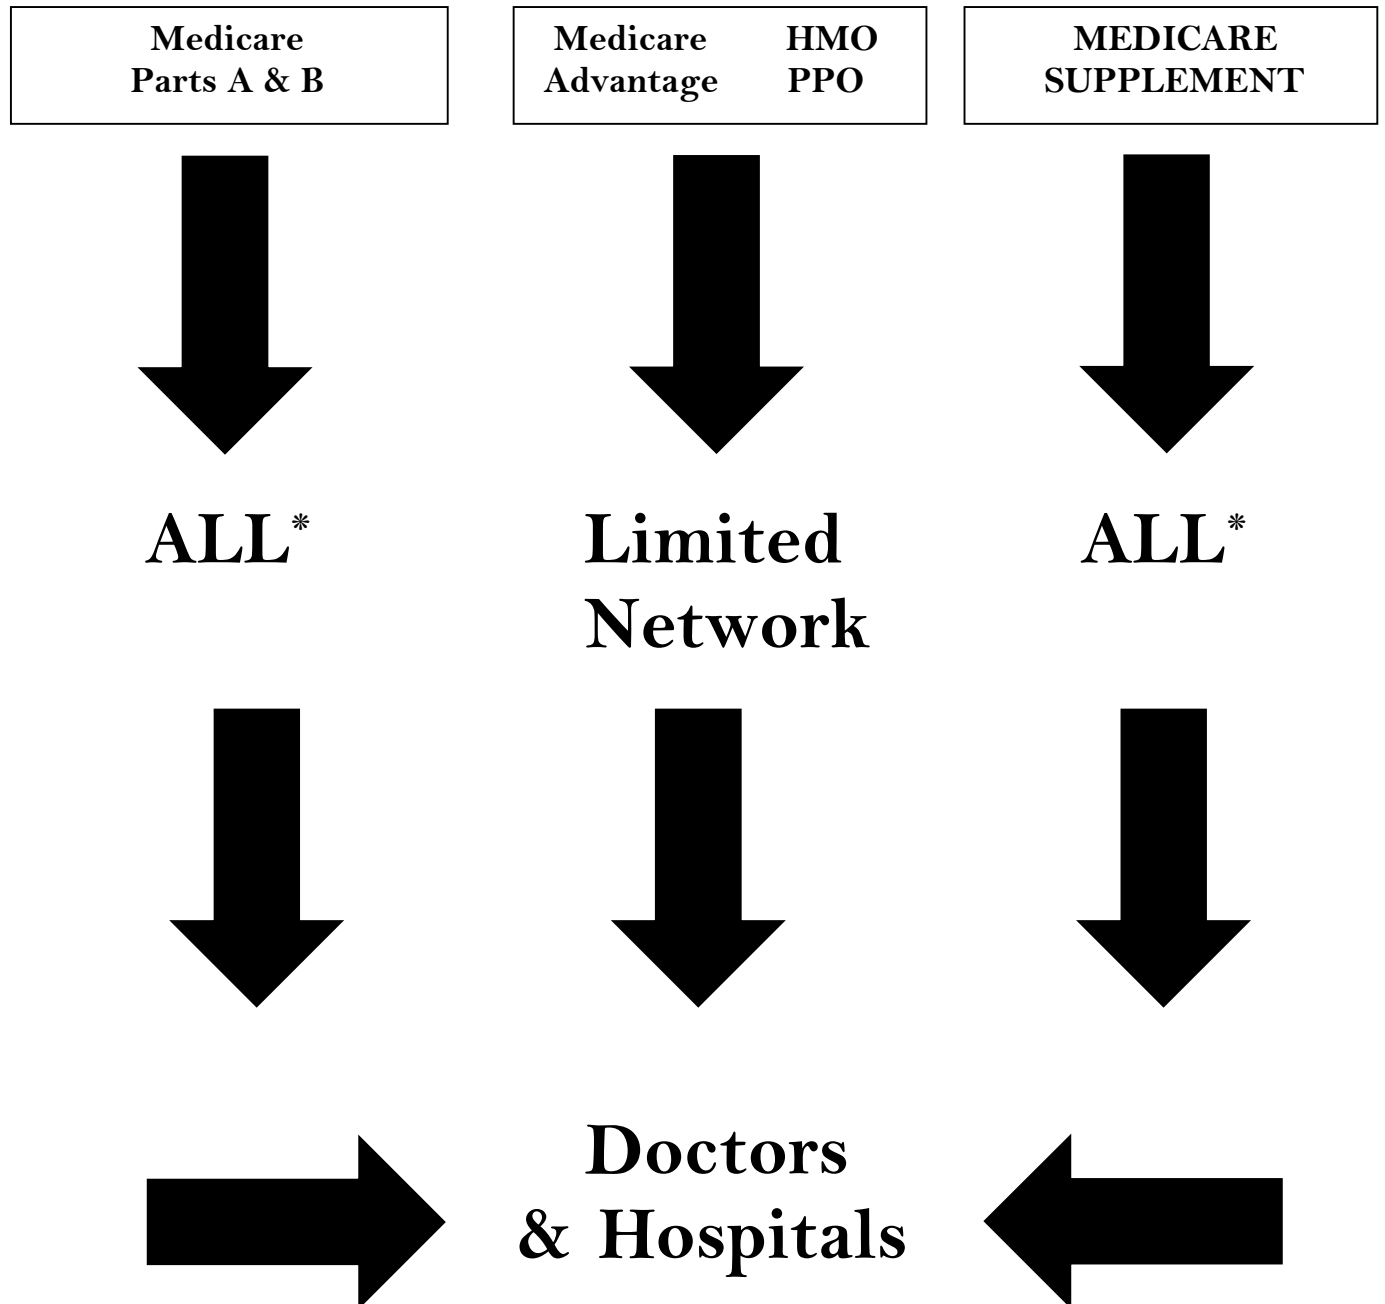 Medicare
Parts A & B
Medicare HMO
Advantage PPO
MEDICARE
SUPPLEMENT
ALL*
Limited
Network
ALL*
Doctors
& Hospitals